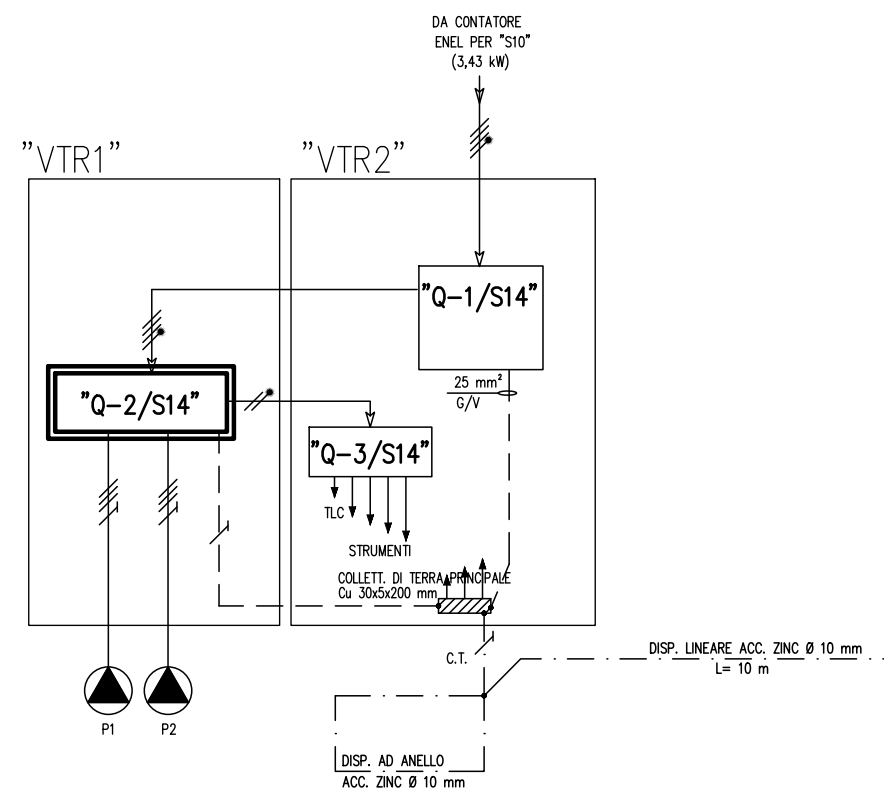 DA CONTATORE
ENEL PER "S10"
(3,43 kW)
"VTR1"
"VTR2"
"Q-1/S14"
25 mm²
G/V
"Q-2/S14"
"Q-3/S14"
TLC
STRUMENTI
COLLETT. DI TERRA PRINCIPALE
Cu 30x5x200 mm
C.T.
DISP. LINEARE ACC. ZINC Ø 10 mm
L= 10 m
P1
P2
DISP. AD ANELLO
ACC. ZINC Ø 10 mm